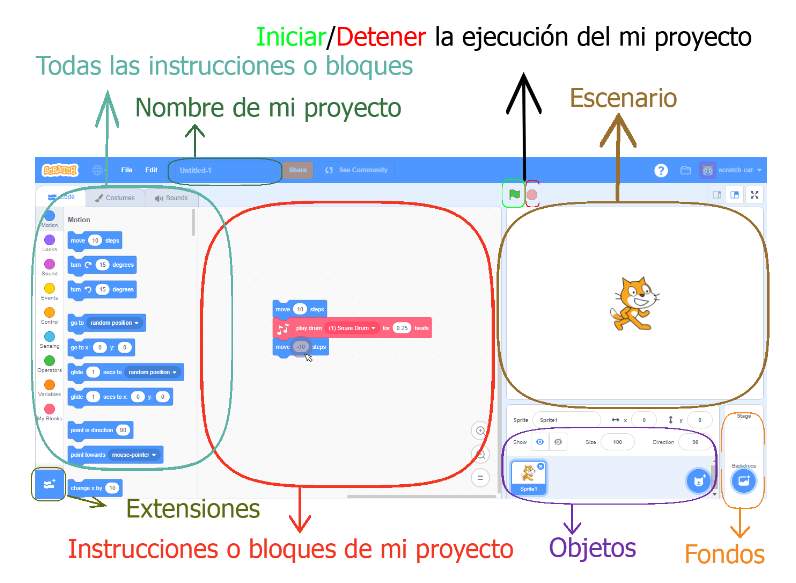 Iniciar/Detener la ejecución del mi proyecto
Todas las instrucciones o bloques
Nombre de mi proyecto
Escenario
SCRATCH
File
Edit
Untitled-1
Share
See Community
?
scratch-cat
Code
Costumes
Sounds
Motion
Looks
Sound
Events
Control
Sensing
Operators
Variables
My Blocks
Motion
move 10 steps
turn 15 degrees
turn 15 degrees
go to random position
go to x: 0 y: 0
glide 1 secs to random position
glide 1 secs to x: 0 y: 0
point in direction 90
point towards mouse-pointer
change x by 10
move 10 steps
play drum (1) Snare Drum for 0.25 beats
move -10 steps
Sprite Sprite1 x 0 y 0
Show Size 100 Direction 90
Sprite1
Stage
Backdrops
Extensiones
Instrucciones o bloques de mi proyecto
Objetos
Fondos